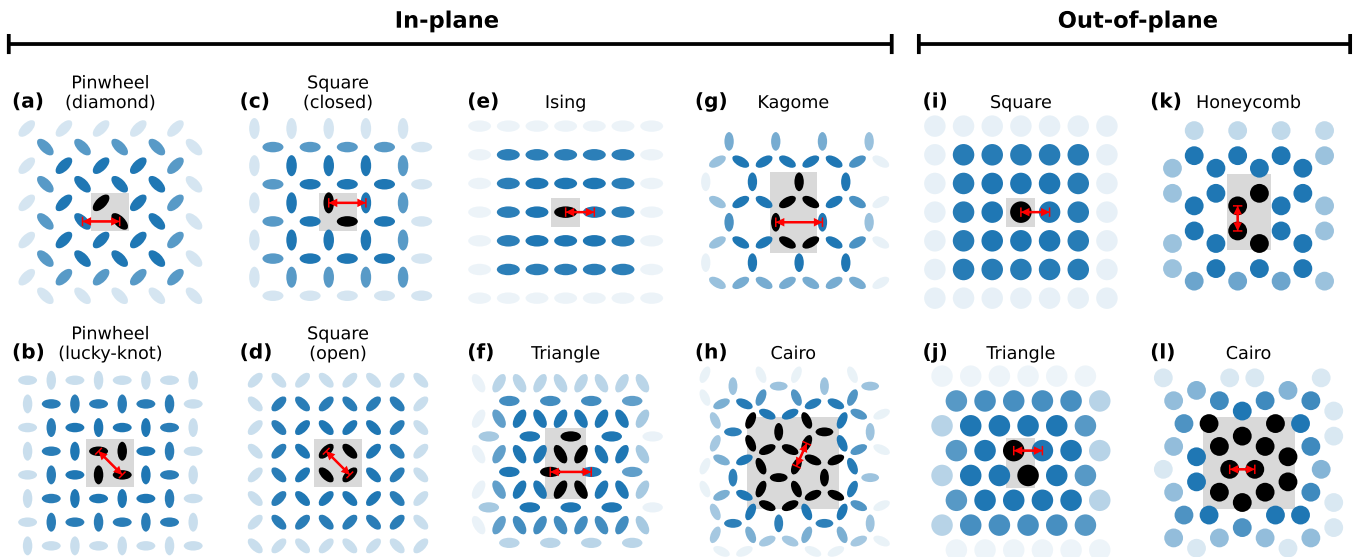 In-plane
Out-of-plane
(a) Pinwheel
(diamond)
(c) Square
(closed)
(e) Ising
(g) Kagome
(i) Square
(k) Honeycomb
(b) Pinwheel
(lucky-knot)
(d) Square
(open)
(f) Triangle
(h) Cairo
(j) Triangle
(l) Cairo